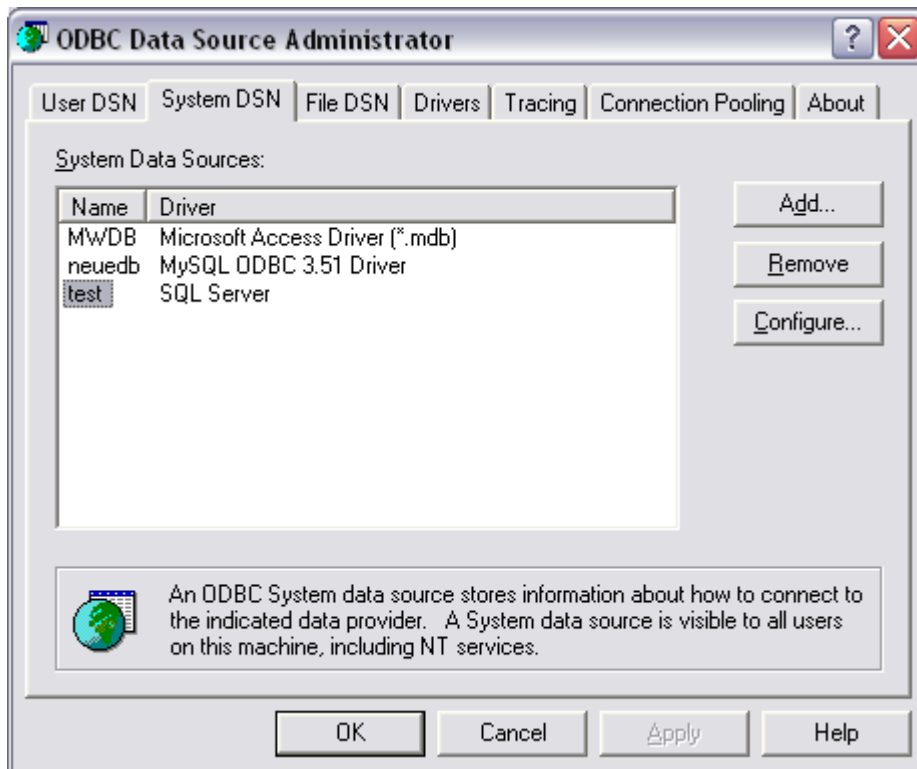 ODBC Data Source Administrator
?
User DSN System DSN File DSN Drivers Tracing Connection Pooling About
System Data Sources:
Name Driver
MWDB Microsoft Access Driver (*.mdb)
neuedb MySQL ODBC 3.51 Driver
test SQL Server
Add...
Remove
Configure...
An ODBC System data source stores information about how to connect to
the indicated data provider. A System data source is visible to all users
on this machine, including NT services.
OK Cancel Apply Help